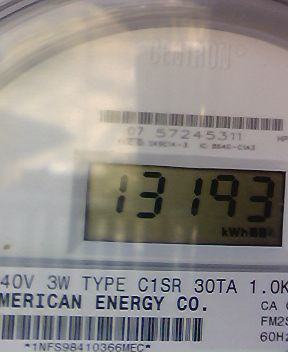 CENTRON
07 57245311
13193
kWh
40V 3W TYPE C1SR 30TA 1.0K
MERICAN ENERGY CO.
CA
FM2S
60HZ
*1NFS98410366MEC*